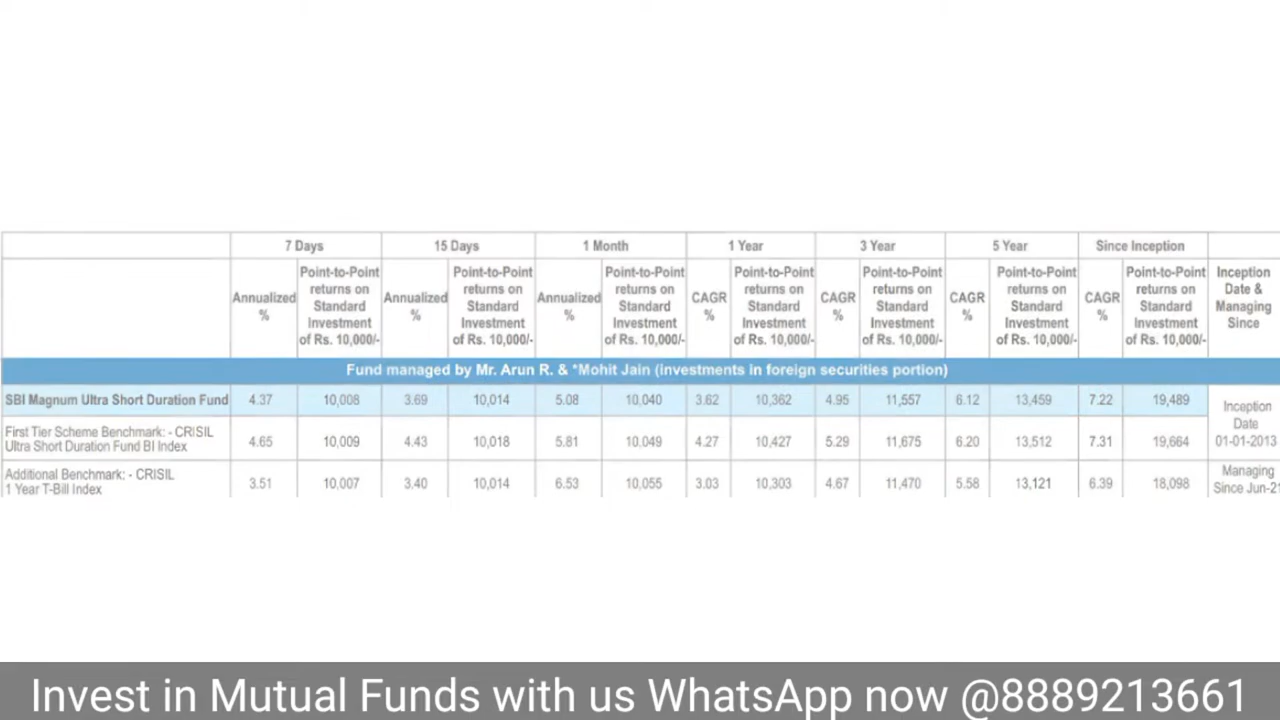 7 Days 15 Days 1 Month 1 Year 3 Year 5 Year Since Inception
Annualized % Point-to-Point returns on Standard Investment of Rs. 10,000/- Annualized % Point-to-Point returns on Standard Investment of Rs. 10,000/- Annualized % Point-to-Point returns on Standard Investment of Rs. 10,000/- CAGR % Point-to-Point returns on Standard Investment of Rs. 10,000/- CAGR % Point-to-Point returns on Standard Investment of Rs. 10,000/- CAGR % Point-to-Point returns on Standard Investment of Rs. 10,000/- CAGR % Point-to-Point returns on Standard Investment of Rs. 10,000/- Inception Date & Managing Since
Fund managed by Mr. Arun R. & *Mohit Jain (investments in foreign securities portion)
SBI Magnum Ultra Short Duration Fund 4.37 10,008 3.69 10,014 5.08 10,040 3.62 10,362 4.95 11,557 6.12 13,459 7.22 19,489
First Tier Scheme Benchmark: - CRISIL
Ultra Short Duration Fund BI Index 4.65 10,009 4.43 10,018 5.81 10,049 4.27 10,427 5.29 11,675 6.20 13,512 7.31 19,664
Additional Benchmark: - CRISIL
1 Year T-Bill Index 3.51 10,007 3.40 10,014 6.53 10,055 3.03 10,303 4.67 11,470 5.58 13,121 6.39 18,098
Inception
Date
01-01-2013
Managing
Since Jun-21
Invest in Mutual Funds with us WhatsApp now @8889213661